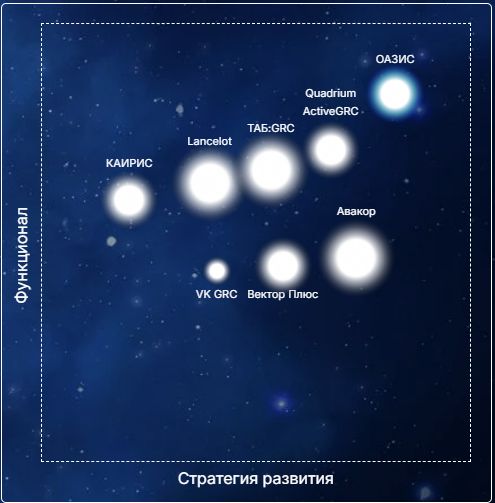 ОАЗИС
Quadrium
ActiveGRC
ТАБ:GRC
Lancelot
КАИРИС
Авакор
VK GRC
Вектор Плюс
Функционал
Стратегия развития